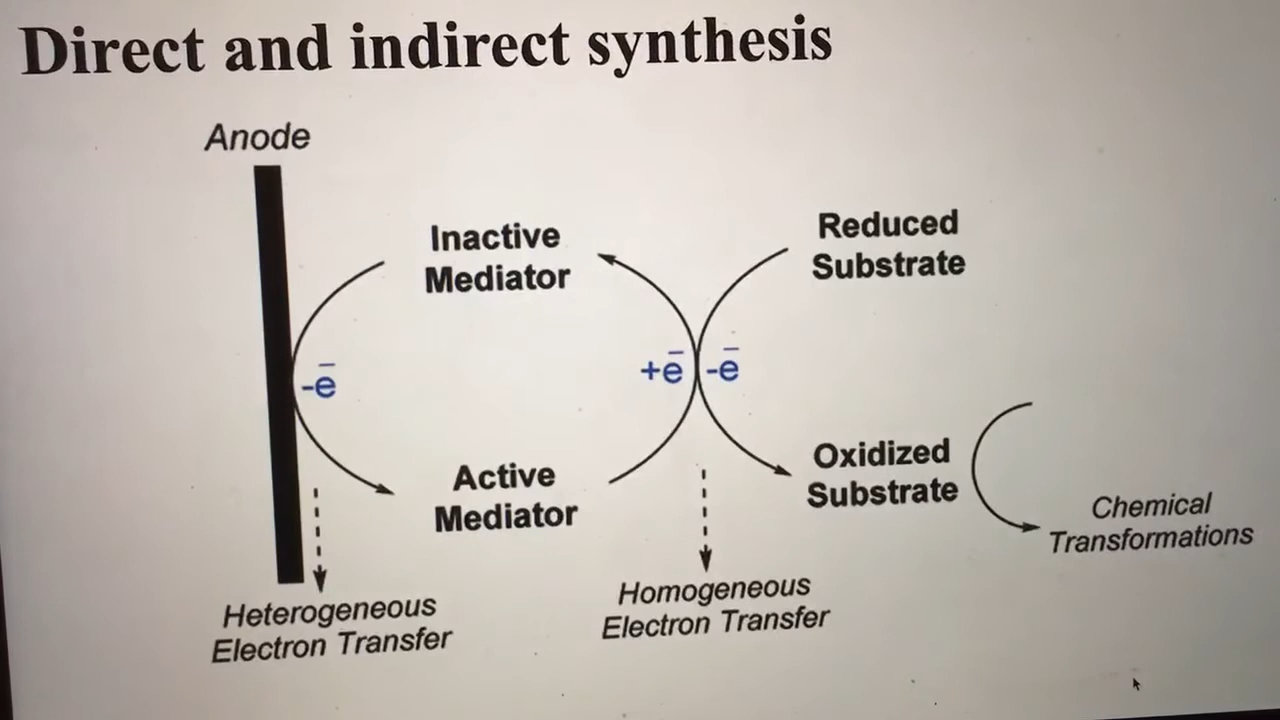 Direct and indirect synthesis
Anode
Inactive
Mediator
Reduced
Substrate
-ē
+ē
-ē
Active
Mediator
Oxidized
Substrate
Chemical
Transformations
Heterogeneous
Electron Transfer
Homogeneous
Electron Transfer